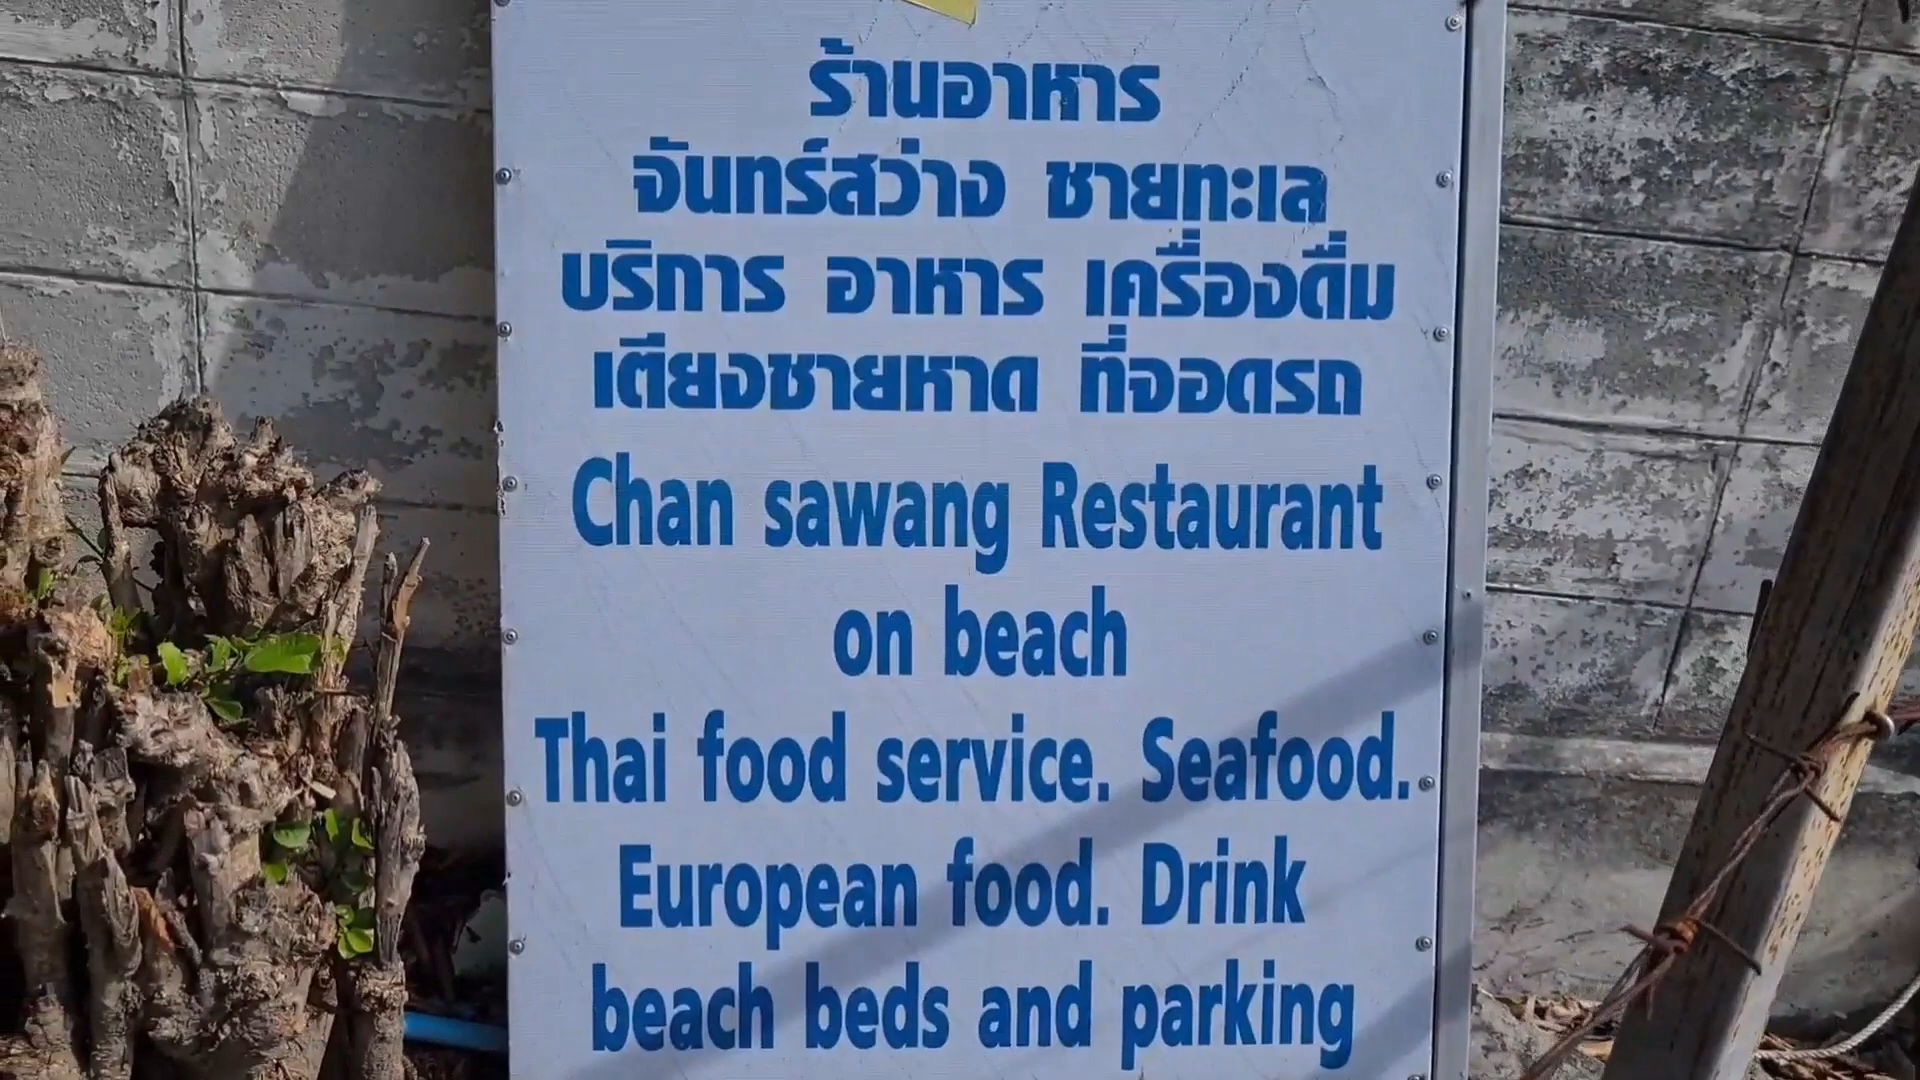 ร้านอาหาร
จันทร์สว่าง ชายทะเล
บริการ อาหาร เครื่องดื่ม
เตียงชายหาด ที่จอดรถ
Chan sawang Restaurant
on beach
Thai food service. Seafood.
European food. Drink
beach beds and parking